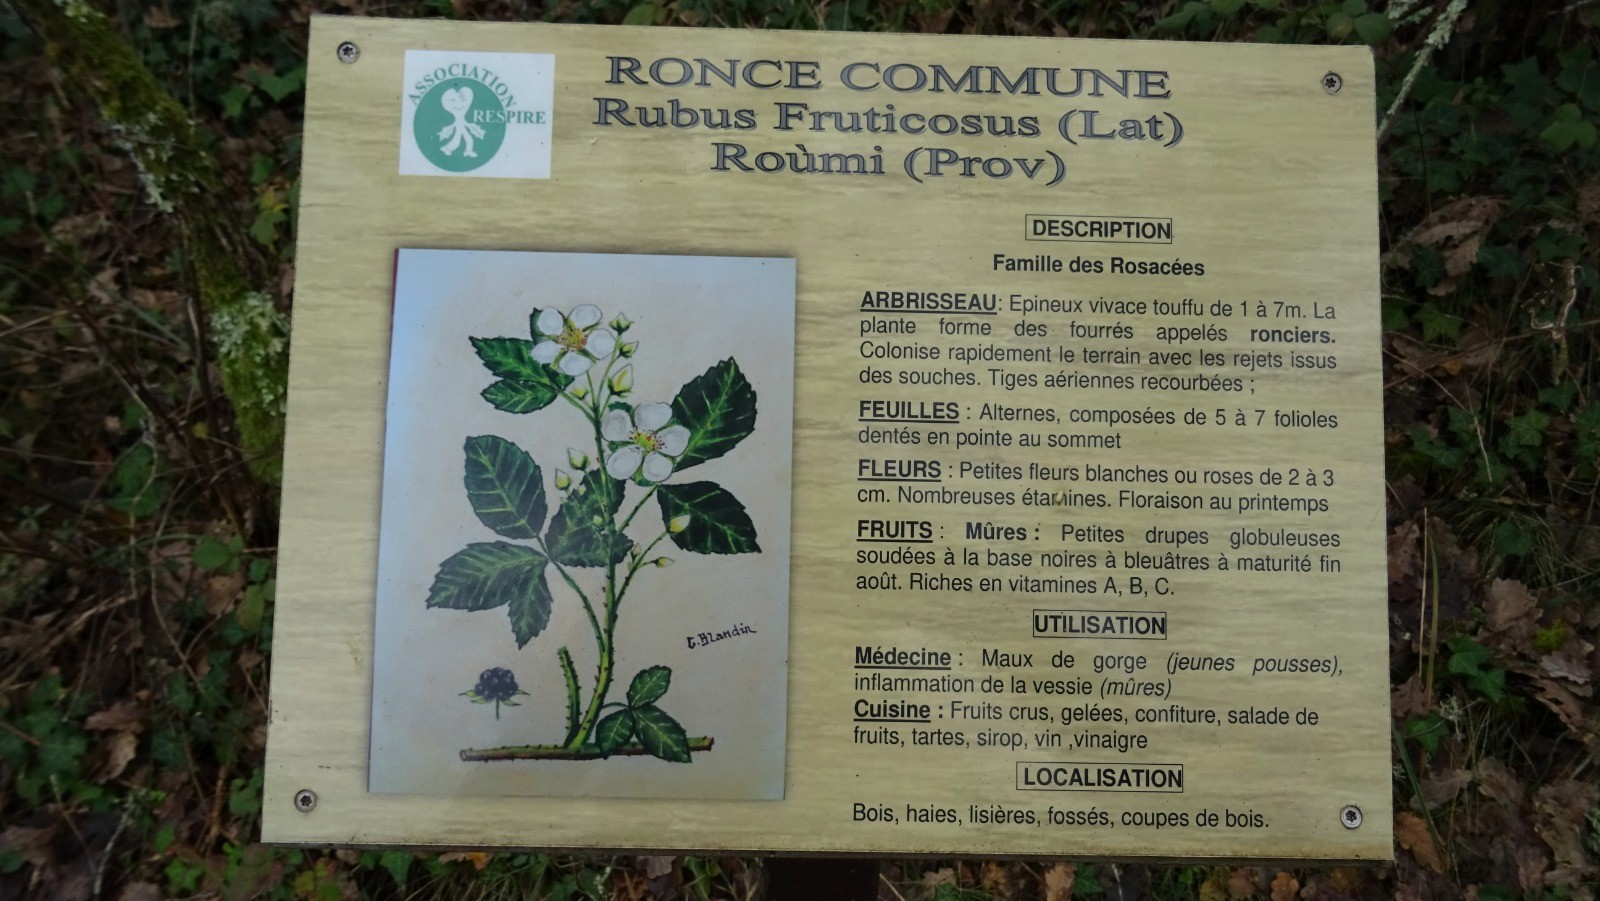 ASSOCIATION
RESPIRE
RONCE COMMUNE
Rubus Fruticosus (Lat)
Roùmi (Prov)
DESCRIPTION
Famille des Rosacées
ARBRISSEAU: Epineux vivace touffu de 1 à 7m. La
plante forme des fourrés appelés ronciers.
Colonise rapidement le terrain avec les rejets issus
des souches. Tiges aériennes recourbées ;
FEUILLES : Alternes, composées de 5 à 7 folioles
dentés en pointe au sommet
FLEURS : Petites fleurs blanches ou roses de 2 à 3
cm. Nombreuses étamines. Floraison au printemps
FRUITS : Mûres : Petites drupes globuleuses
soudées à la base noires à bleuâtres à maturité fin
août. Riches en vitamines A, B, C.
UTILISATION
Médecine : Maux de gorge (jeunes pousses),
inflammation de la vessie (mûres)
Cuisine : Fruits crus, gelées, confiture, salade de
fruits, tartes, sirop, vin ,vinaigre
LOCALISATION
Bois, haies, lisières, fossés, coupes de bois.
G.Blandin